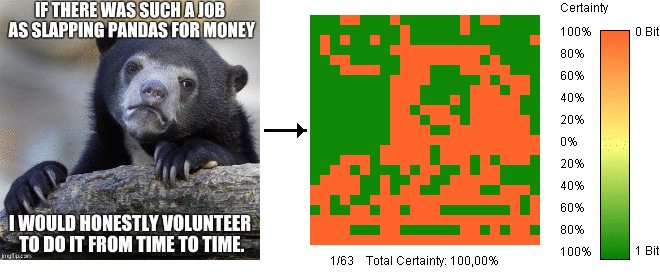 IF THERE WAS SUCH A JOB
AS SLAPPING PANDAS FOR MONEY
I WOULD HONESTLY VOLUNTEER
TO DO IT FROM TIME TO TIME.
imgflip.com
1/63 Total Certainty: 100,00%
Certainty
100%
80%
60%
40%
20%
0%
20%
40%
60%
80%
100%
0 Bit
1 Bit